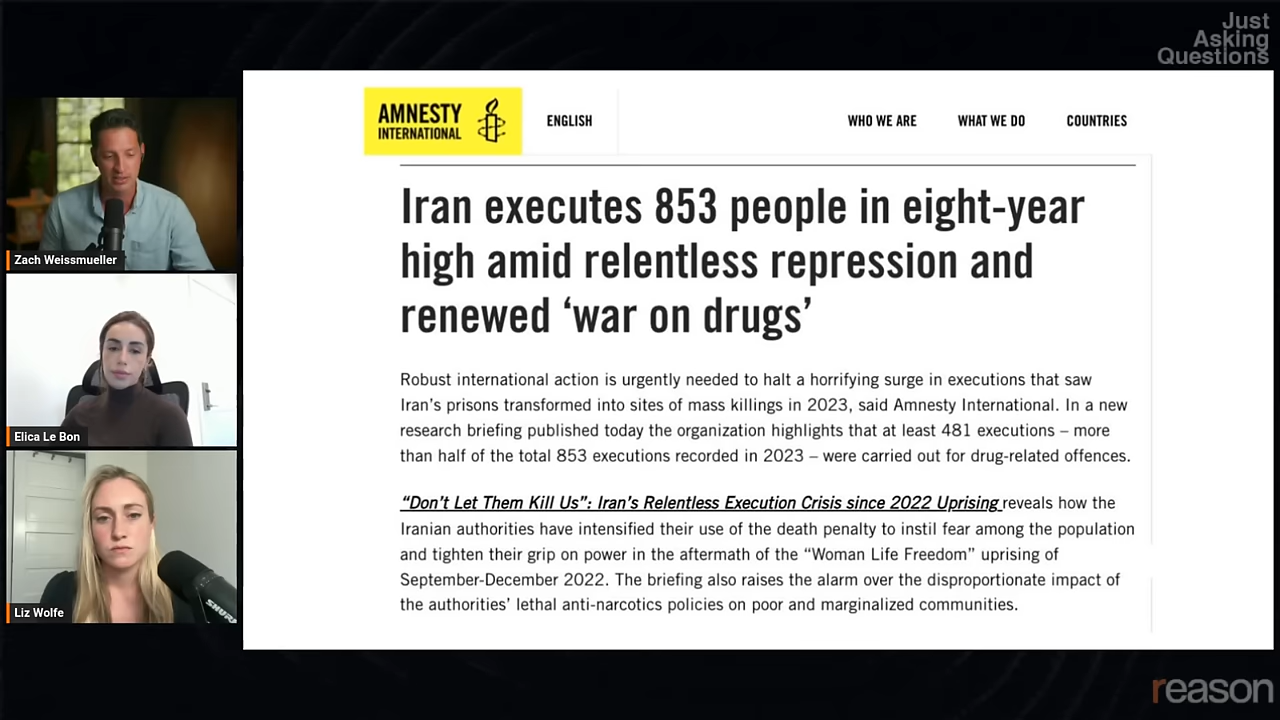 Just
Asking
Questions
AMNESTY
INTERNATIONAL
ENGLISH
WHO WE ARE
WHAT WE DO
COUNTRIES
Iran executes 853 people in eight-year
high amid relentless repression and
renewed ‘war on drugs’
Robust international action is urgently needed to halt a horrifying surge in executions that saw
Iran’s prisons transformed into sites of mass killings in 2023, said Amnesty International. In a new
research briefing published today the organization highlights that at least 481 executions – more
than half of the total 853 executions recorded in 2023 – were carried out for drug-related offences.
“Don’t Let Them Kill Us”: Iran’s Relentless Execution Crisis since 2022 Uprising reveals how the
Iranian authorities have intensified their use of the death penalty to instil fear among the population
and tighten their grip on power in the aftermath of the “Woman Life Freedom” uprising of
September-December 2022. The briefing also raises the alarm over the disproportionate impact of
the authorities’ lethal anti-narcotics policies on poor and marginalized communities.
Zach Weissmueller
Elica Le Bon
Liz Wolfe
SHURE
reason